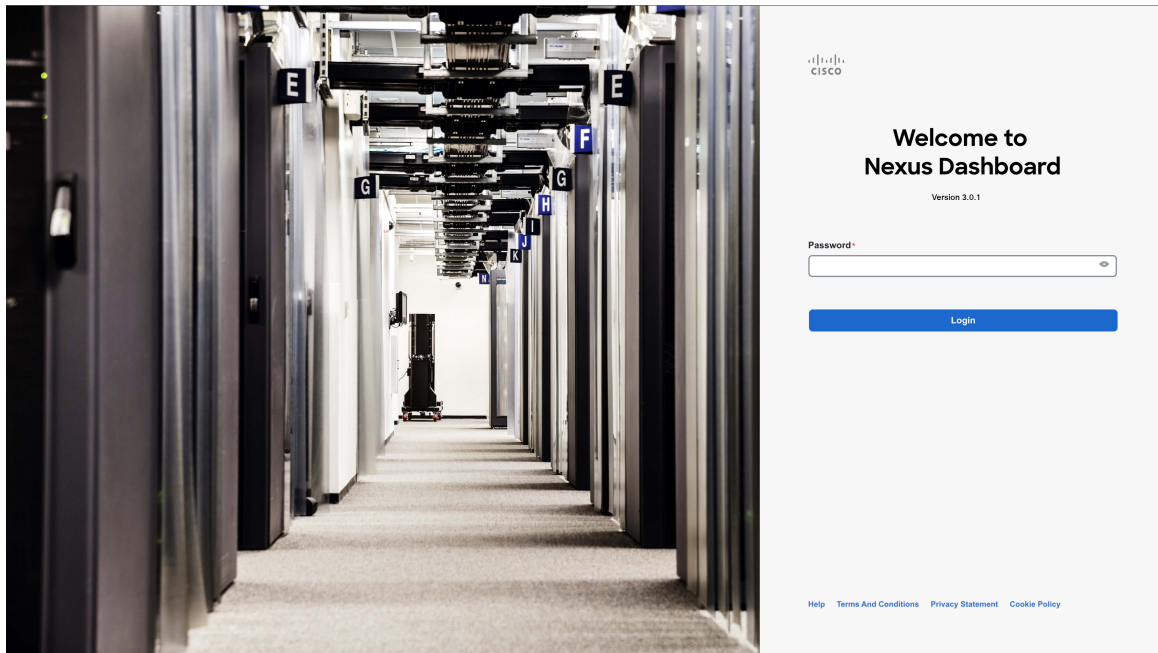 E
E
F
G
G
H
I
J
K
N
CISCO
Welcome to
Nexus Dashboard
Version 3.0.1
Password*
Login
Help Terms And Conditions Privacy Statement Cookie Policy